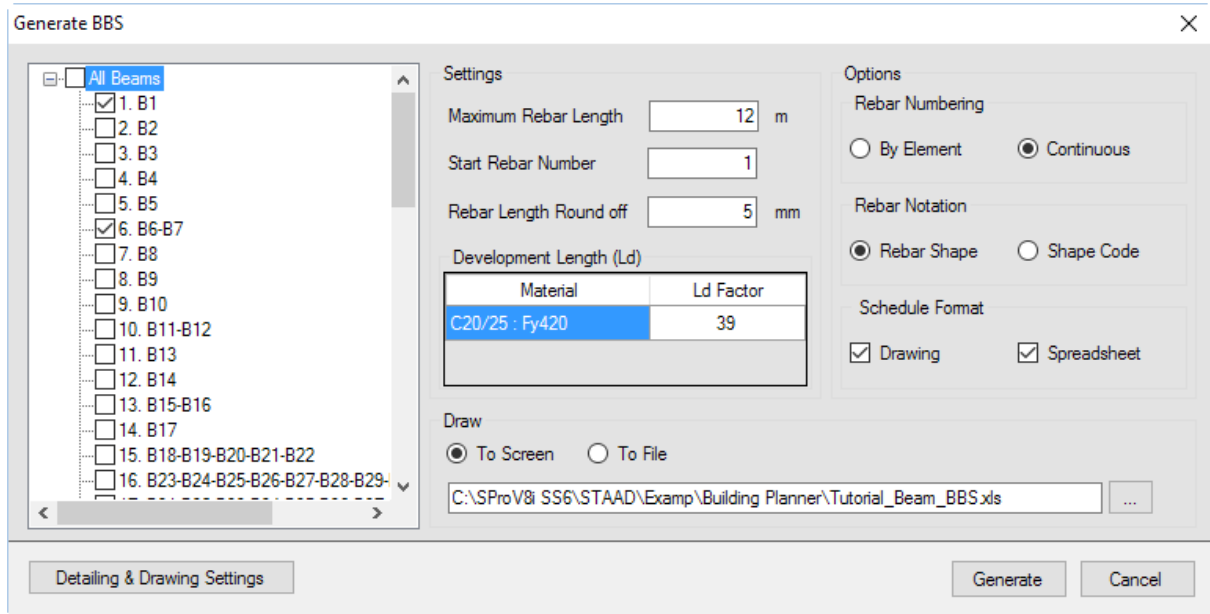 Generate BBS
All Beams
1. B1
2. B2
3. B3
4. B4
5. B5
6. B6-B7
7. B8
8. B9
9. B10
10. B11-B12
11. B13
12. B14
13. B15-B16
14. B17
15. B18-B19-B20-B21-B22
16. B23-B24-B25-B26-B27-B28-B29-
Settings
Maximum Rebar Length 12 m
Start Rebar Number 1
Rebar Length Round off 5 mm
Development Length (Ld)
Material Ld Factor
C20/25 : Fy420 39
Options
Rebar Numbering
By Element Continuous
Rebar Notation
Rebar Shape Shape Code
Schedule Format
Drawing Spreadsheet
Draw
To Screen To File
C:\SProV8i SS6\STAAD\Examp\Building Planner\Tutorial_Beam_BBS.xls ...
Detailing & Drawing Settings
Generate Cancel